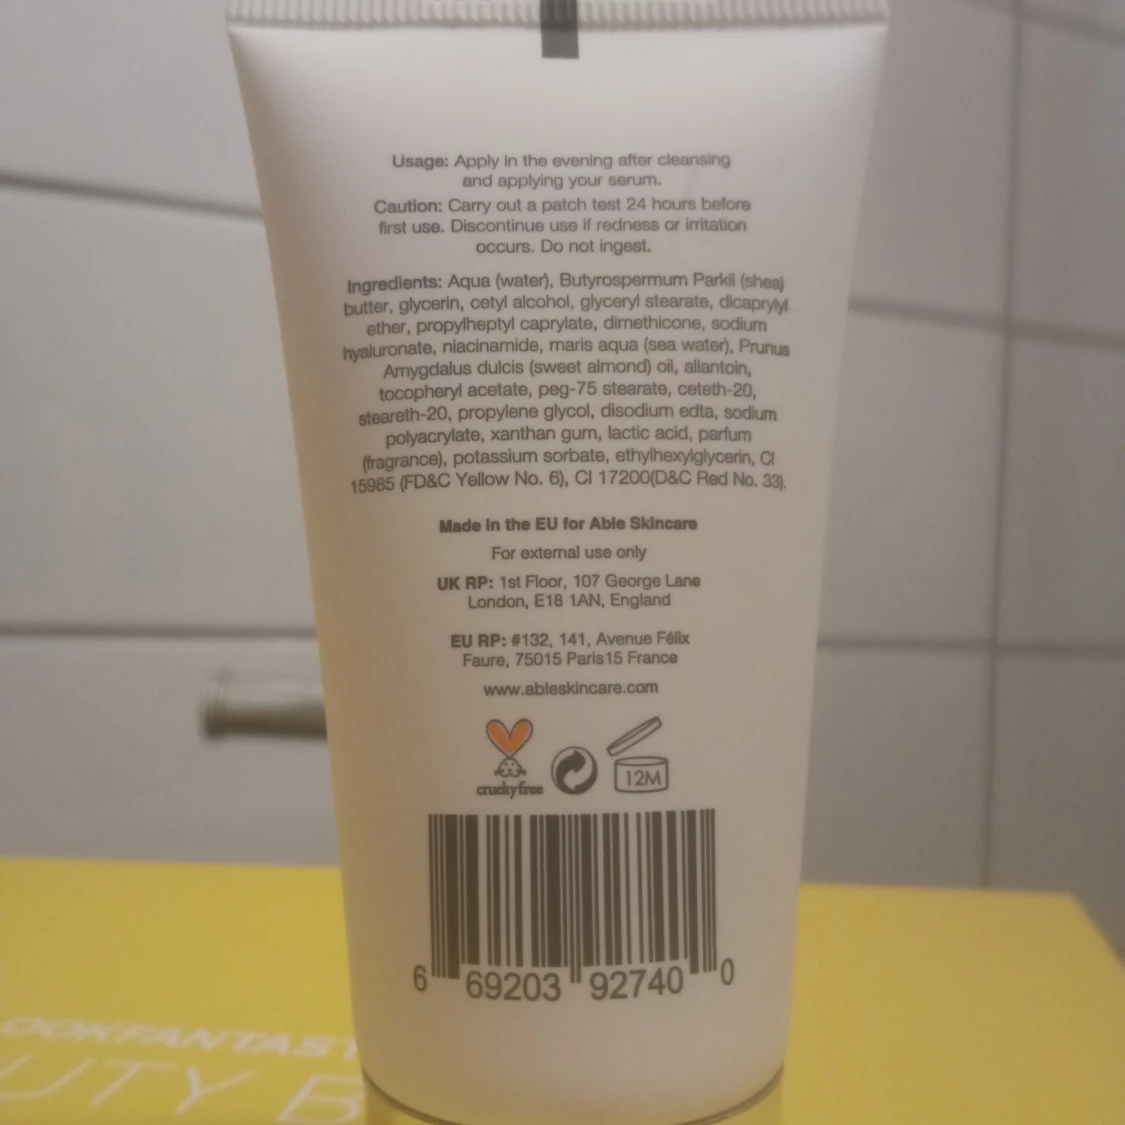 Usage: Apply in the evening after cleansing
and applying your serum.
Caution: Carry out a patch test 24 hours before
first use. Discontinue use if redness or irritation
occurs. Do not ingest.
Ingredients: Aqua (water), Butyrospermum Parkii (shea)
butter, glycerin, cetyl alcohol, glyceryl stearate, dicaprylyl
ether, propylheptyl caprylate, dimethicone, sodium
hyaluronate, niacinamide, maris aqua (sea water), Prunus
Amygdalus dulcis (sweet almond) oil, allantoin,
tocopheryl acetate, peg-75 stearate, ceteth-20,
steareth-20, propylene glycol, disodium edta, sodium
polyacrylate, xanthan gum, lactic acid, parfum
(fragrance), potassium sorbate, ethylhexylglycerin, CI
15985 (FD&C Yellow No. 6), CI 17200(D&C Red No. 33).
Made in the EU for Able Skincare
For external use only
UK RP: 1st Floor, 107 George Lane
London, E18 1AN, England
EU RP: #132, 141, Avenue Félix
Faure, 75015 Paris15 France
www.ableskincare.com
crueltyfree
12M
6 69203 92740 0
OOKFANTAST
UTY B